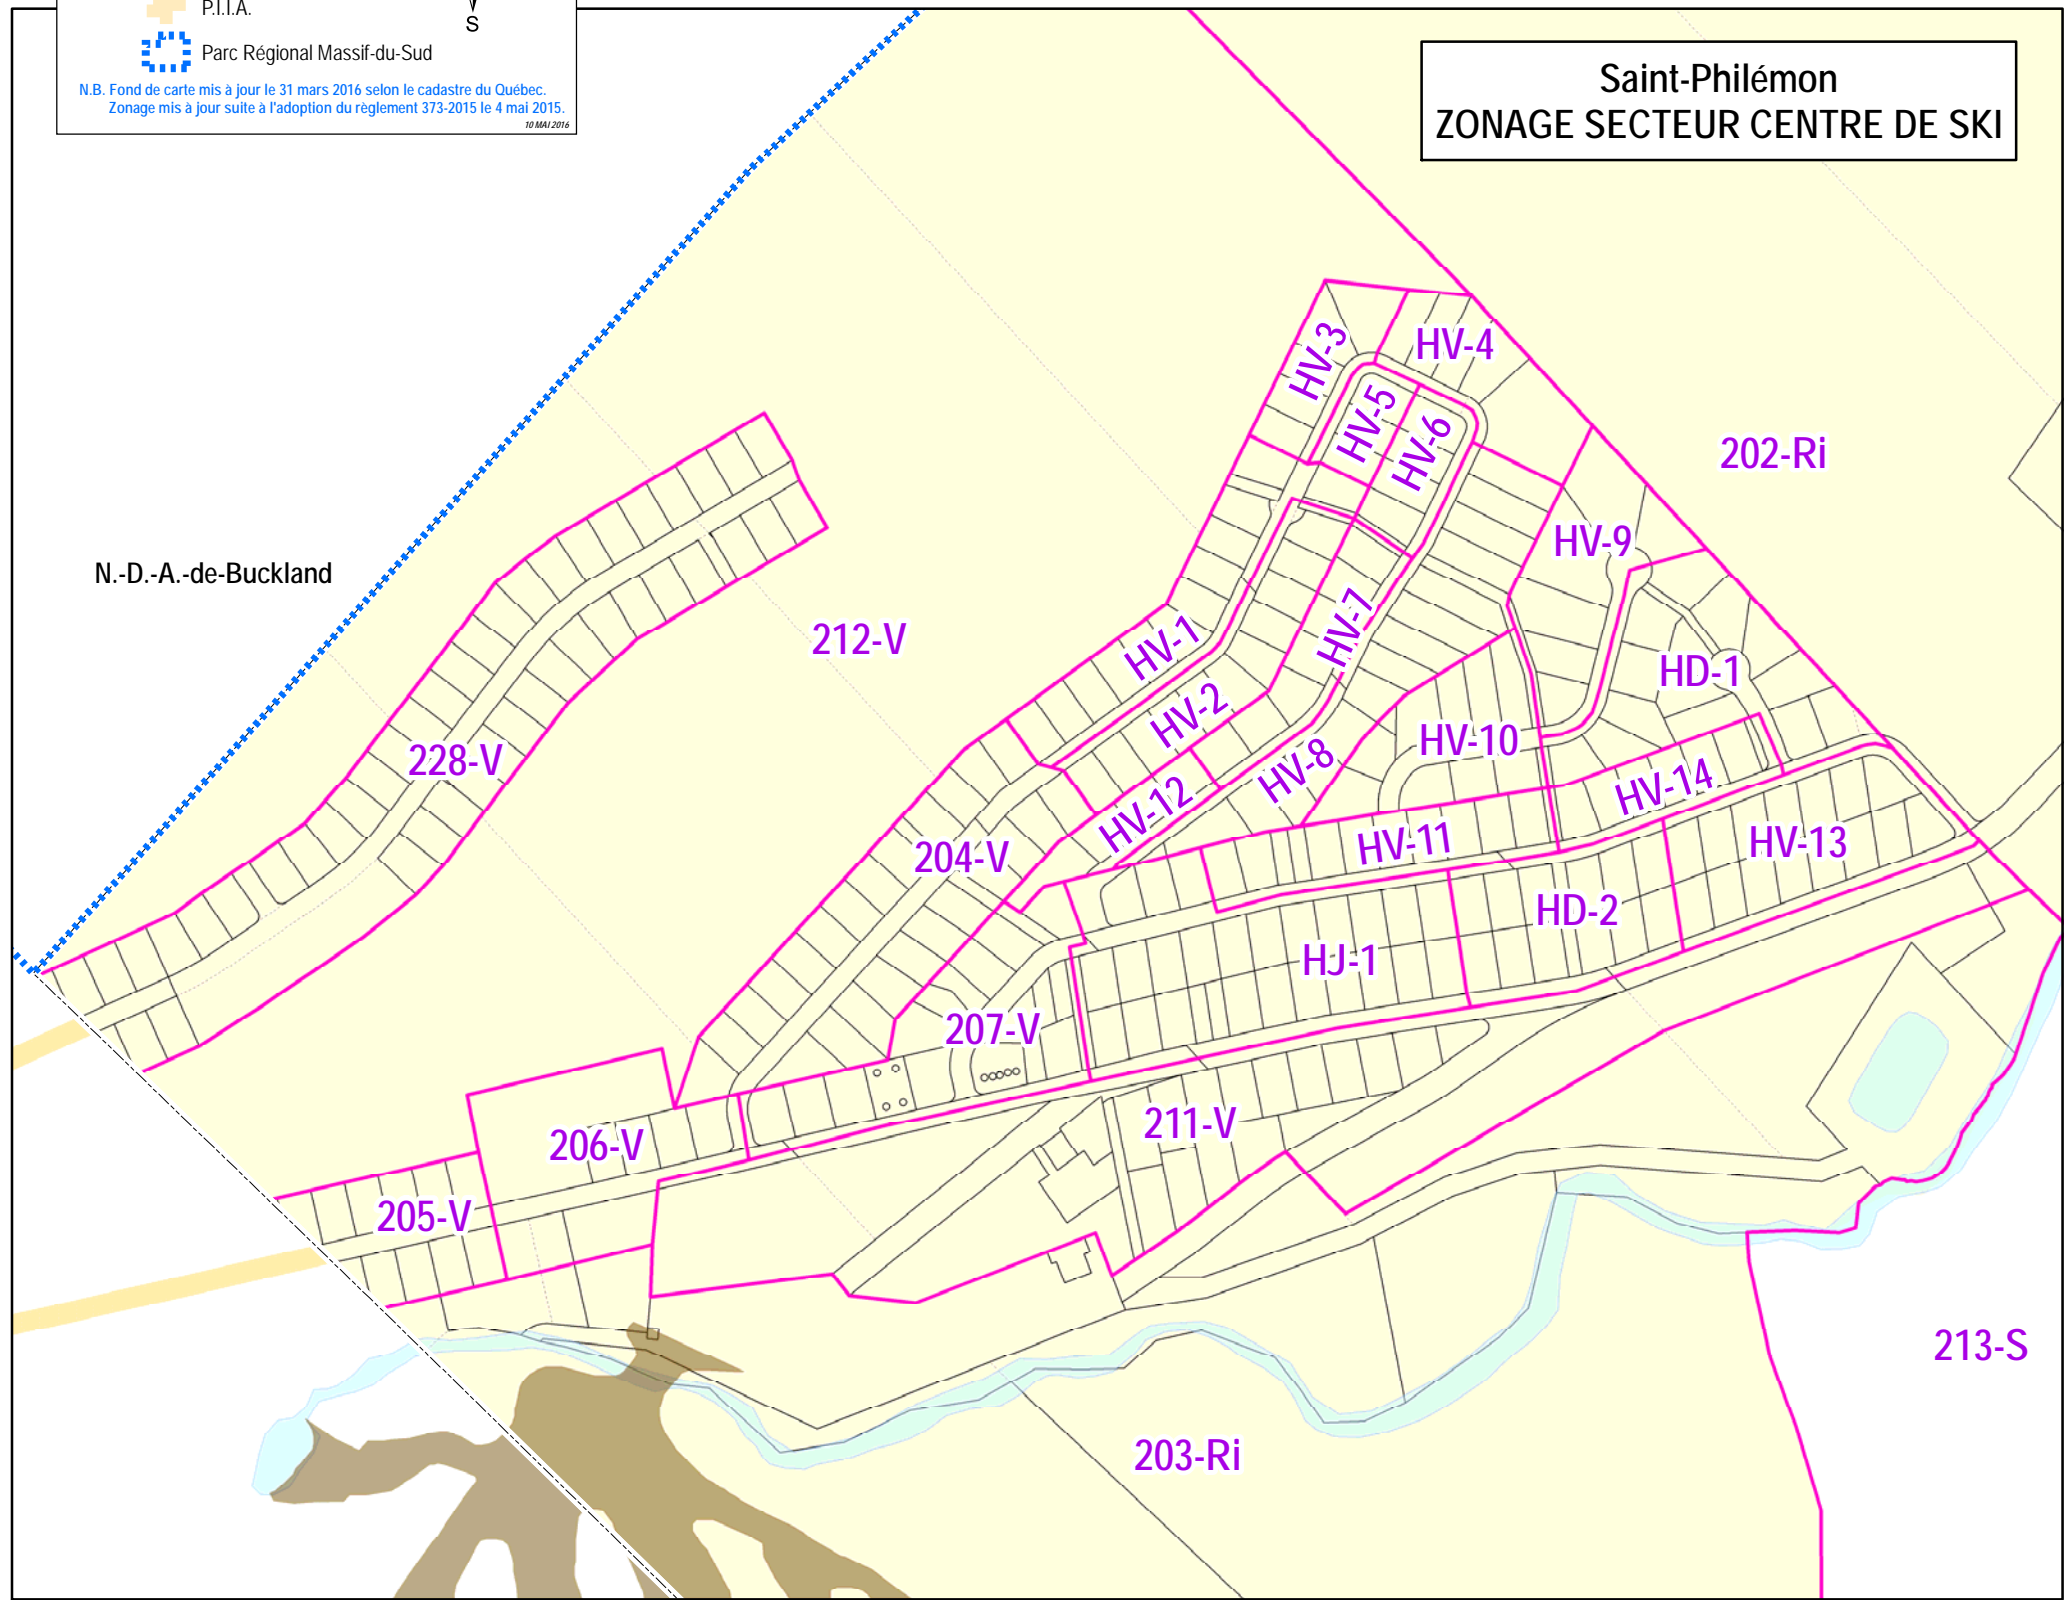 P.I.I.A.
S
Parc Régional Massif-du-Sud
N.B. Fond de carte mis à jour le 31 mars 2016 selon le cadastre du Québec.
Zonage mis à jour suite à l'adoption du règlement 373-2015 le 4 mai 2015.
10 MAI 2016
Saint-Philémon
ZONAGE SECTEUR CENTRE DE SKI
HV-3
HV-4
HV-5
HV-6
202-Ri
HV-9
N.-D.-A.-de-Buckland
212-V
HV-1
HV-7
HD-1
HV-2
228-V
HV-10
HV-8
HV-14
HV-12
HV-11
HV-13
204-V
HD-2
HJ-1
207-V
211-V
206-V
205-V
213-S
203-Ri